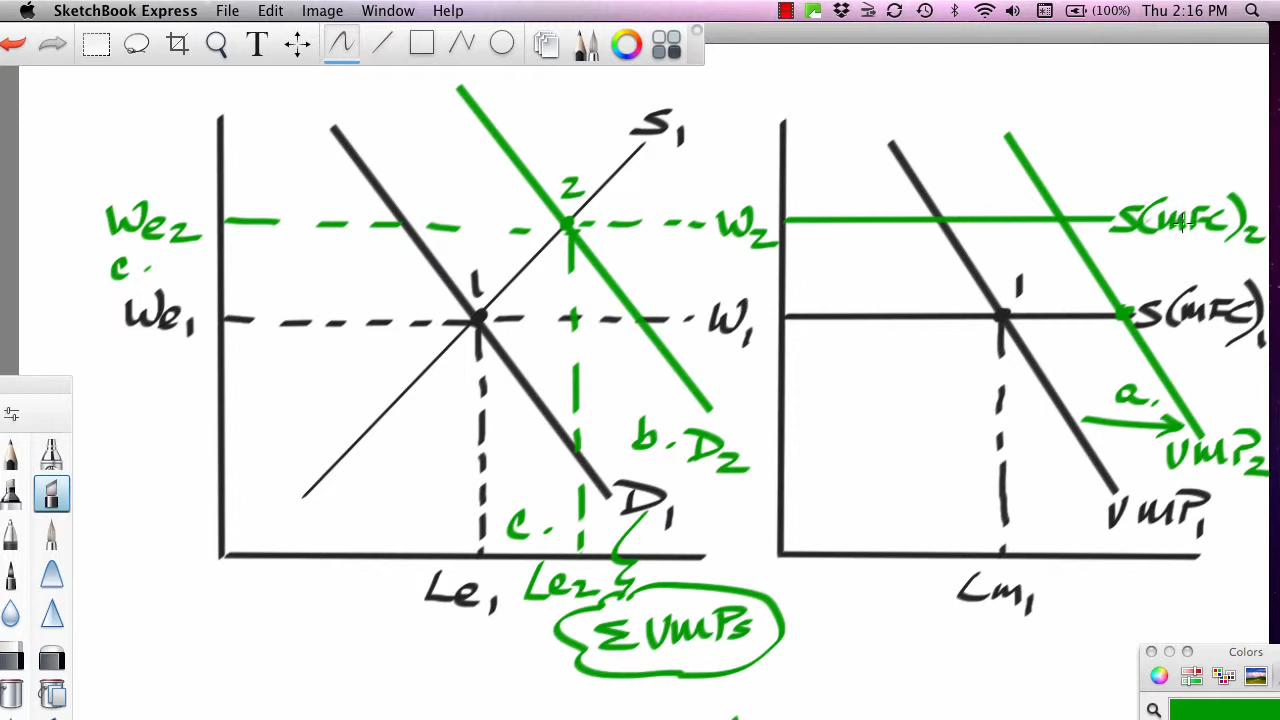 SketchBook Express File Edit Image Window Help (100%) Thu 2:16 PM
T
S1
2
We2 W2 S(MFC)2
c.
1 1
We1 W1 S(MFC)1
a.
b. D2 VMP2
D1 VMP1
c.
Le1 Le2 Lm1
Σ VMPs
Colors